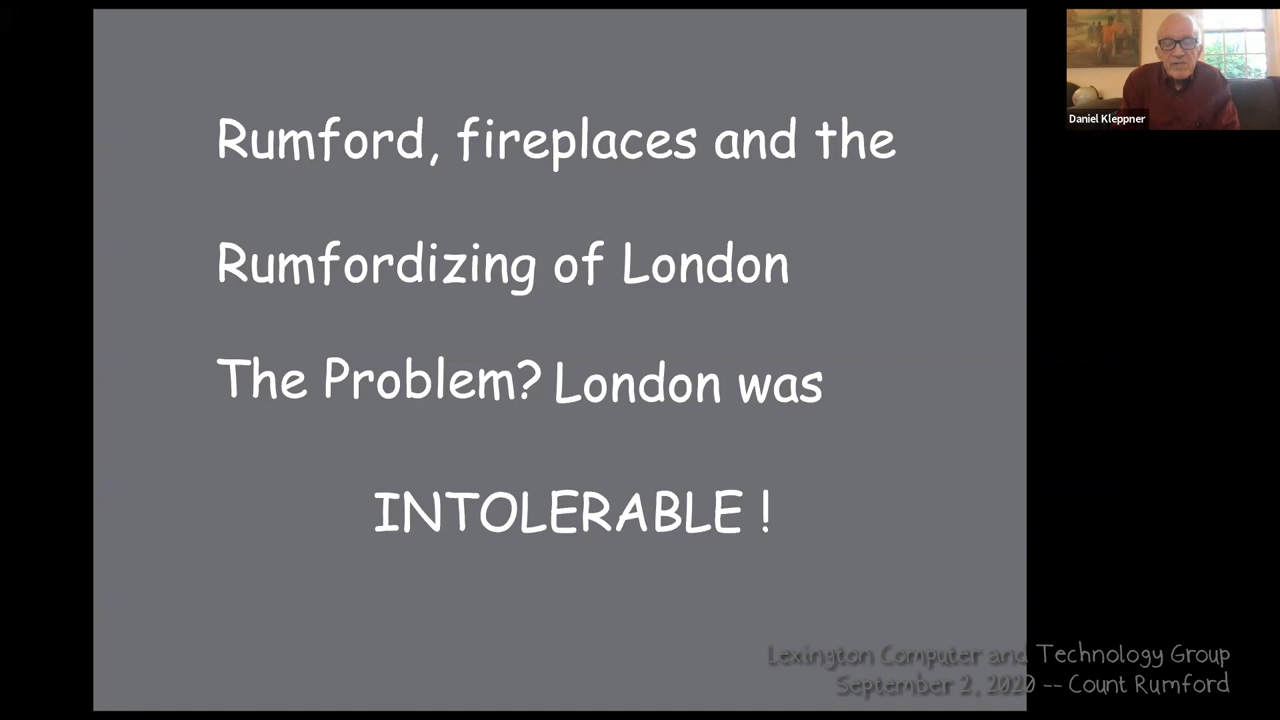 Rumford, fireplaces and the
Rumfordizing of London
The Problem? London was
INTOLERABLE !
Daniel Kleppner
Lexington Computer and Technology Group
September 2, 2020 -- Count Rumford